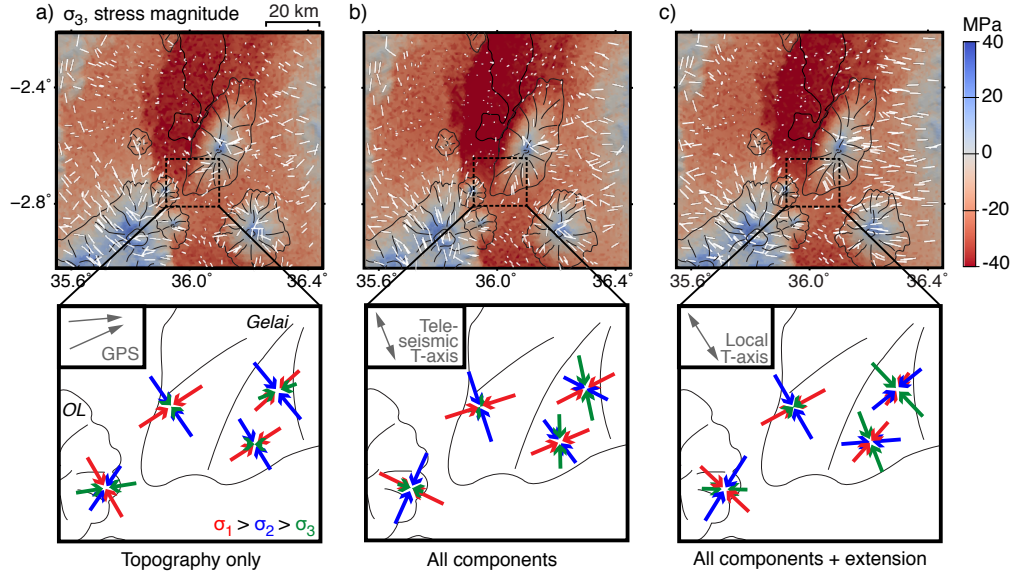 a) σ3, stress magnitude
20 km
b)
c)
MPa
40
20
0
-20
-40
−2.4°
−2.8°
35.6°
36.0°
36.4°
35.6°
36.0°
36.4°
35.6°
36.0°
36.4°
GPS
Gelai
OL
σ1 > σ2 > σ3
Tele-
seismic
T-axis
Local
T-axis
Topography only
All components
All components + extension